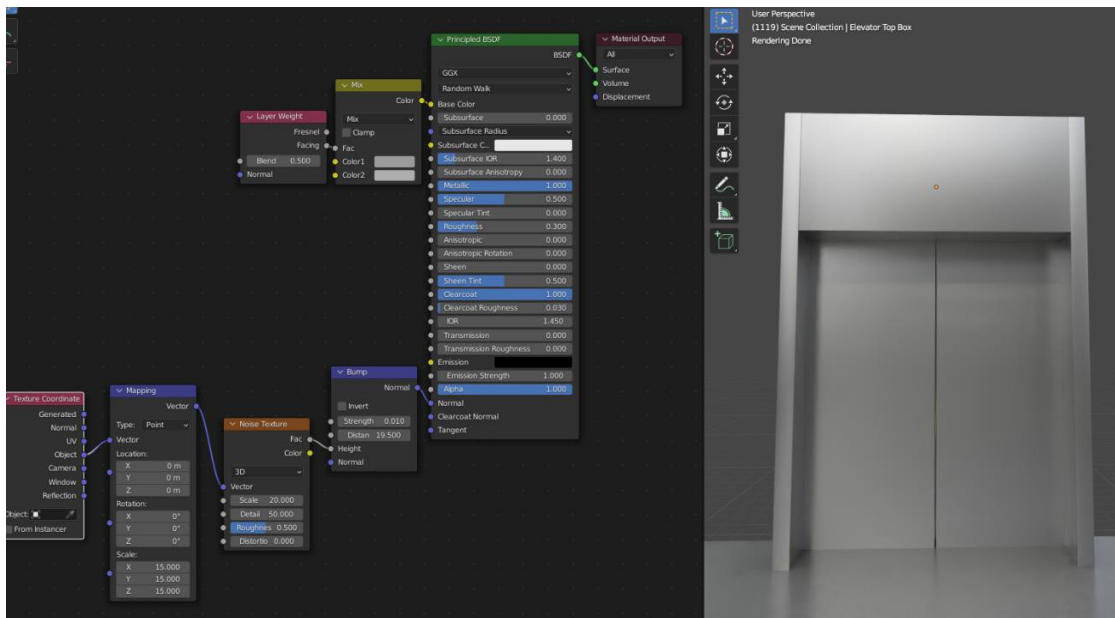 User Perspective
(1119) Scene Collection | Elevator Top Box
Rendering Done
Texture Coordinate
Generated
Normal
UV
Object
Camera
Window
Reflection
Object:
From Instancer
Mapping
Vector
Type: Point
Vector
Location:
X 0 m
Y 0 m
Z 0 m
Rotation:
X 0°
Y 0°
Z 0°
Scale:
X 15.000
Y 15.000
Z 15.000
Noise Texture
Fac
Color
3D
Vector
Scale 20.000
Detail 50.000
Roughnes 0.500
Distortio 0.000
Layer Weight
Fresnel
Facing
Blend 0.500
Normal
Mix
Color
Mix
Clamp
Fac
Color1
Color2
Bump
Normal
Invert
Strength 0.010
Distan 19.500
Height
Normal
Principled BSDF
BSDF
GGX
Random Walk
Base Color
Subsurface 0.000
Subsurface Radius
Subsurface C...
Subsurface IOR 1.400
Subsurface Anisotropy 0.000
Metallic 1.000
Specular 0.500
Specular Tint 0.000
Roughness 0.300
Anisotropic 0.000
Anisotropic Rotation 0.000
Sheen 0.000
Sheen Tint 0.500
Clearcoat 1.000
Clearcoat Roughness 0.030
IOR 1.450
Transmission 0.000
Transmission Roughness 0.000
Emission
Emission Strength 1.000
Alpha 1.000
Normal
Clearcoat Normal
Tangent
Material Output
All
Surface
Volume
Displacement